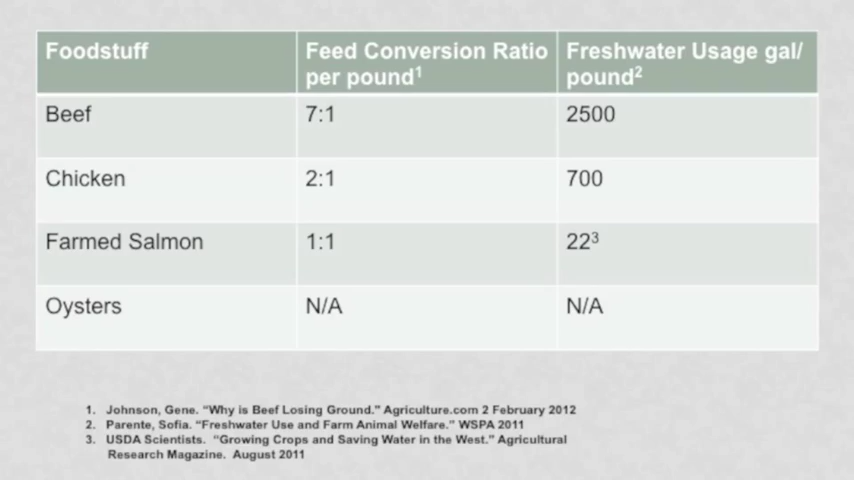 Foodstuff
Feed Conversion Ratio
per pound¹
Freshwater Usage gal/
pound²
Beef
7:1
2500
Chicken
2:1
700
Farmed Salmon
1:1
22³
Oysters
N/A
N/A
1. Johnson, Gene. "Why is Beef Losing Ground." Agriculture.com 2 February 2012
2. Parente, Sofia. "Freshwater Use and Farm Animal Welfare." WSPA 2011
3. USDA Scientists. "Growing Crops and Saving Water in the West." Agricultural
Research Magazine. August 2011